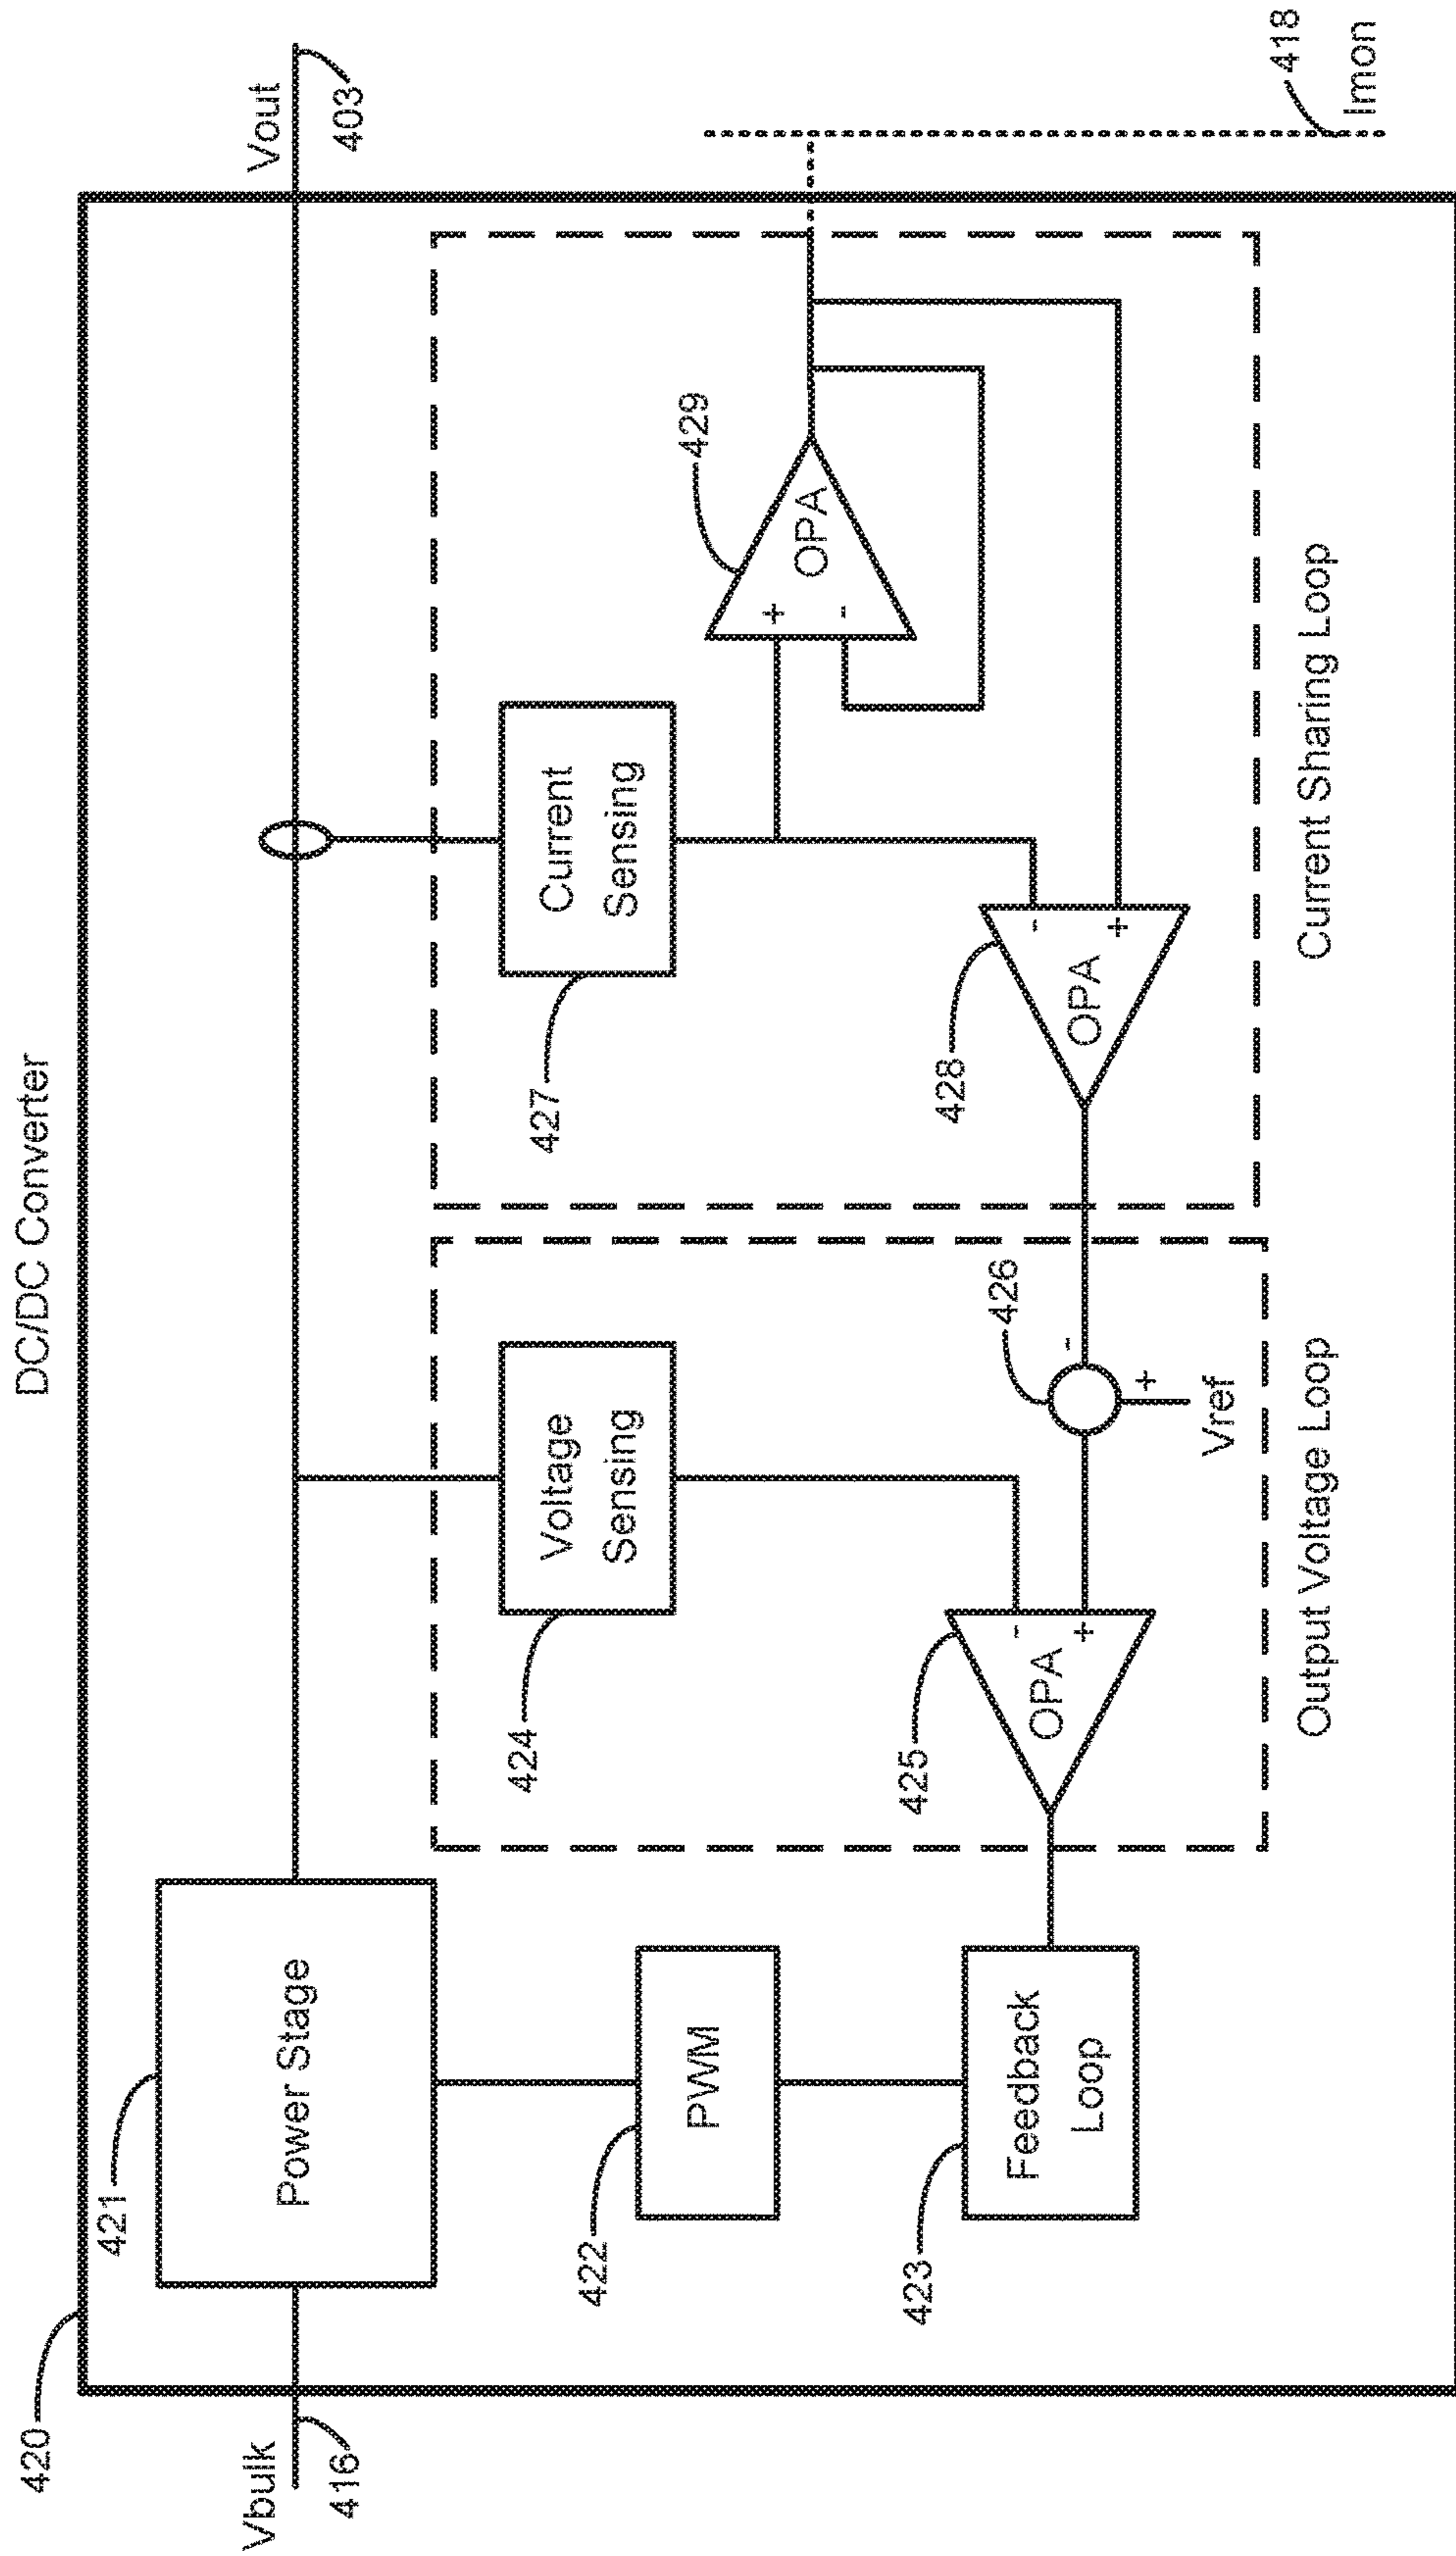 DC/DC Converter
420
Vbulk
416
421
Power Stage
Vout
403
422
PWM
423
Feedback
Loop
424
Voltage
Sensing
425
OPA
-
+
426
-
+
Vref
Output Voltage Loop
427
Current
Sensing
428
OPA
-
+
429
OPA
+
-
Current Sharing Loop
418
Imon